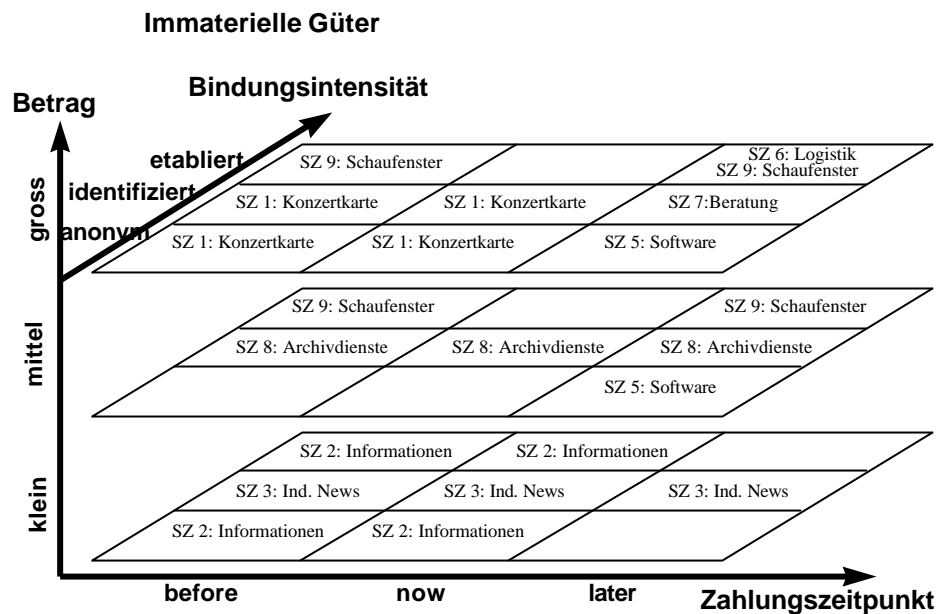 Immaterielle Güter
Bindungsintensität
Betrag
etabliert
identifiziert
anonym
gross
SZ 9: Schaufenster
SZ 6: Logistik
SZ 9: Schaufenster
SZ 1: Konzertkarte
SZ 1: Konzertkarte
SZ 7:Beratung
SZ 1: Konzertkarte
SZ 1: Konzertkarte
SZ 5: Software
mittel
SZ 9: Schaufenster
SZ 9: Schaufenster
SZ 8: Archivdienste
SZ 8: Archivdienste
SZ 8: Archivdienste
SZ 5: Software
klein
SZ 2: Informationen
SZ 2: Informationen
SZ 3: Ind. News
SZ 3: Ind. News
SZ 3: Ind. News
SZ 2: Informationen
SZ 2: Informationen
before
now
later
Zahlungszeitpunkt